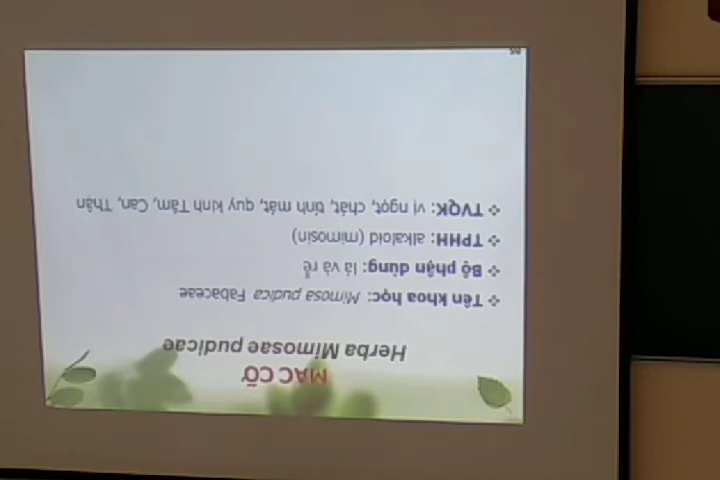 MẠC CỠ
Herba Mimosae pudicae
❖ Tên khoa học: Mimosa pudica Fabaceae
❖ Bộ phận dùng: lá và rễ
❖ TPHH: alkaloid (mimosin)
❖ TVQK: vị ngọt, chát, tính mát, quy kinh Tâm, Can, Thận